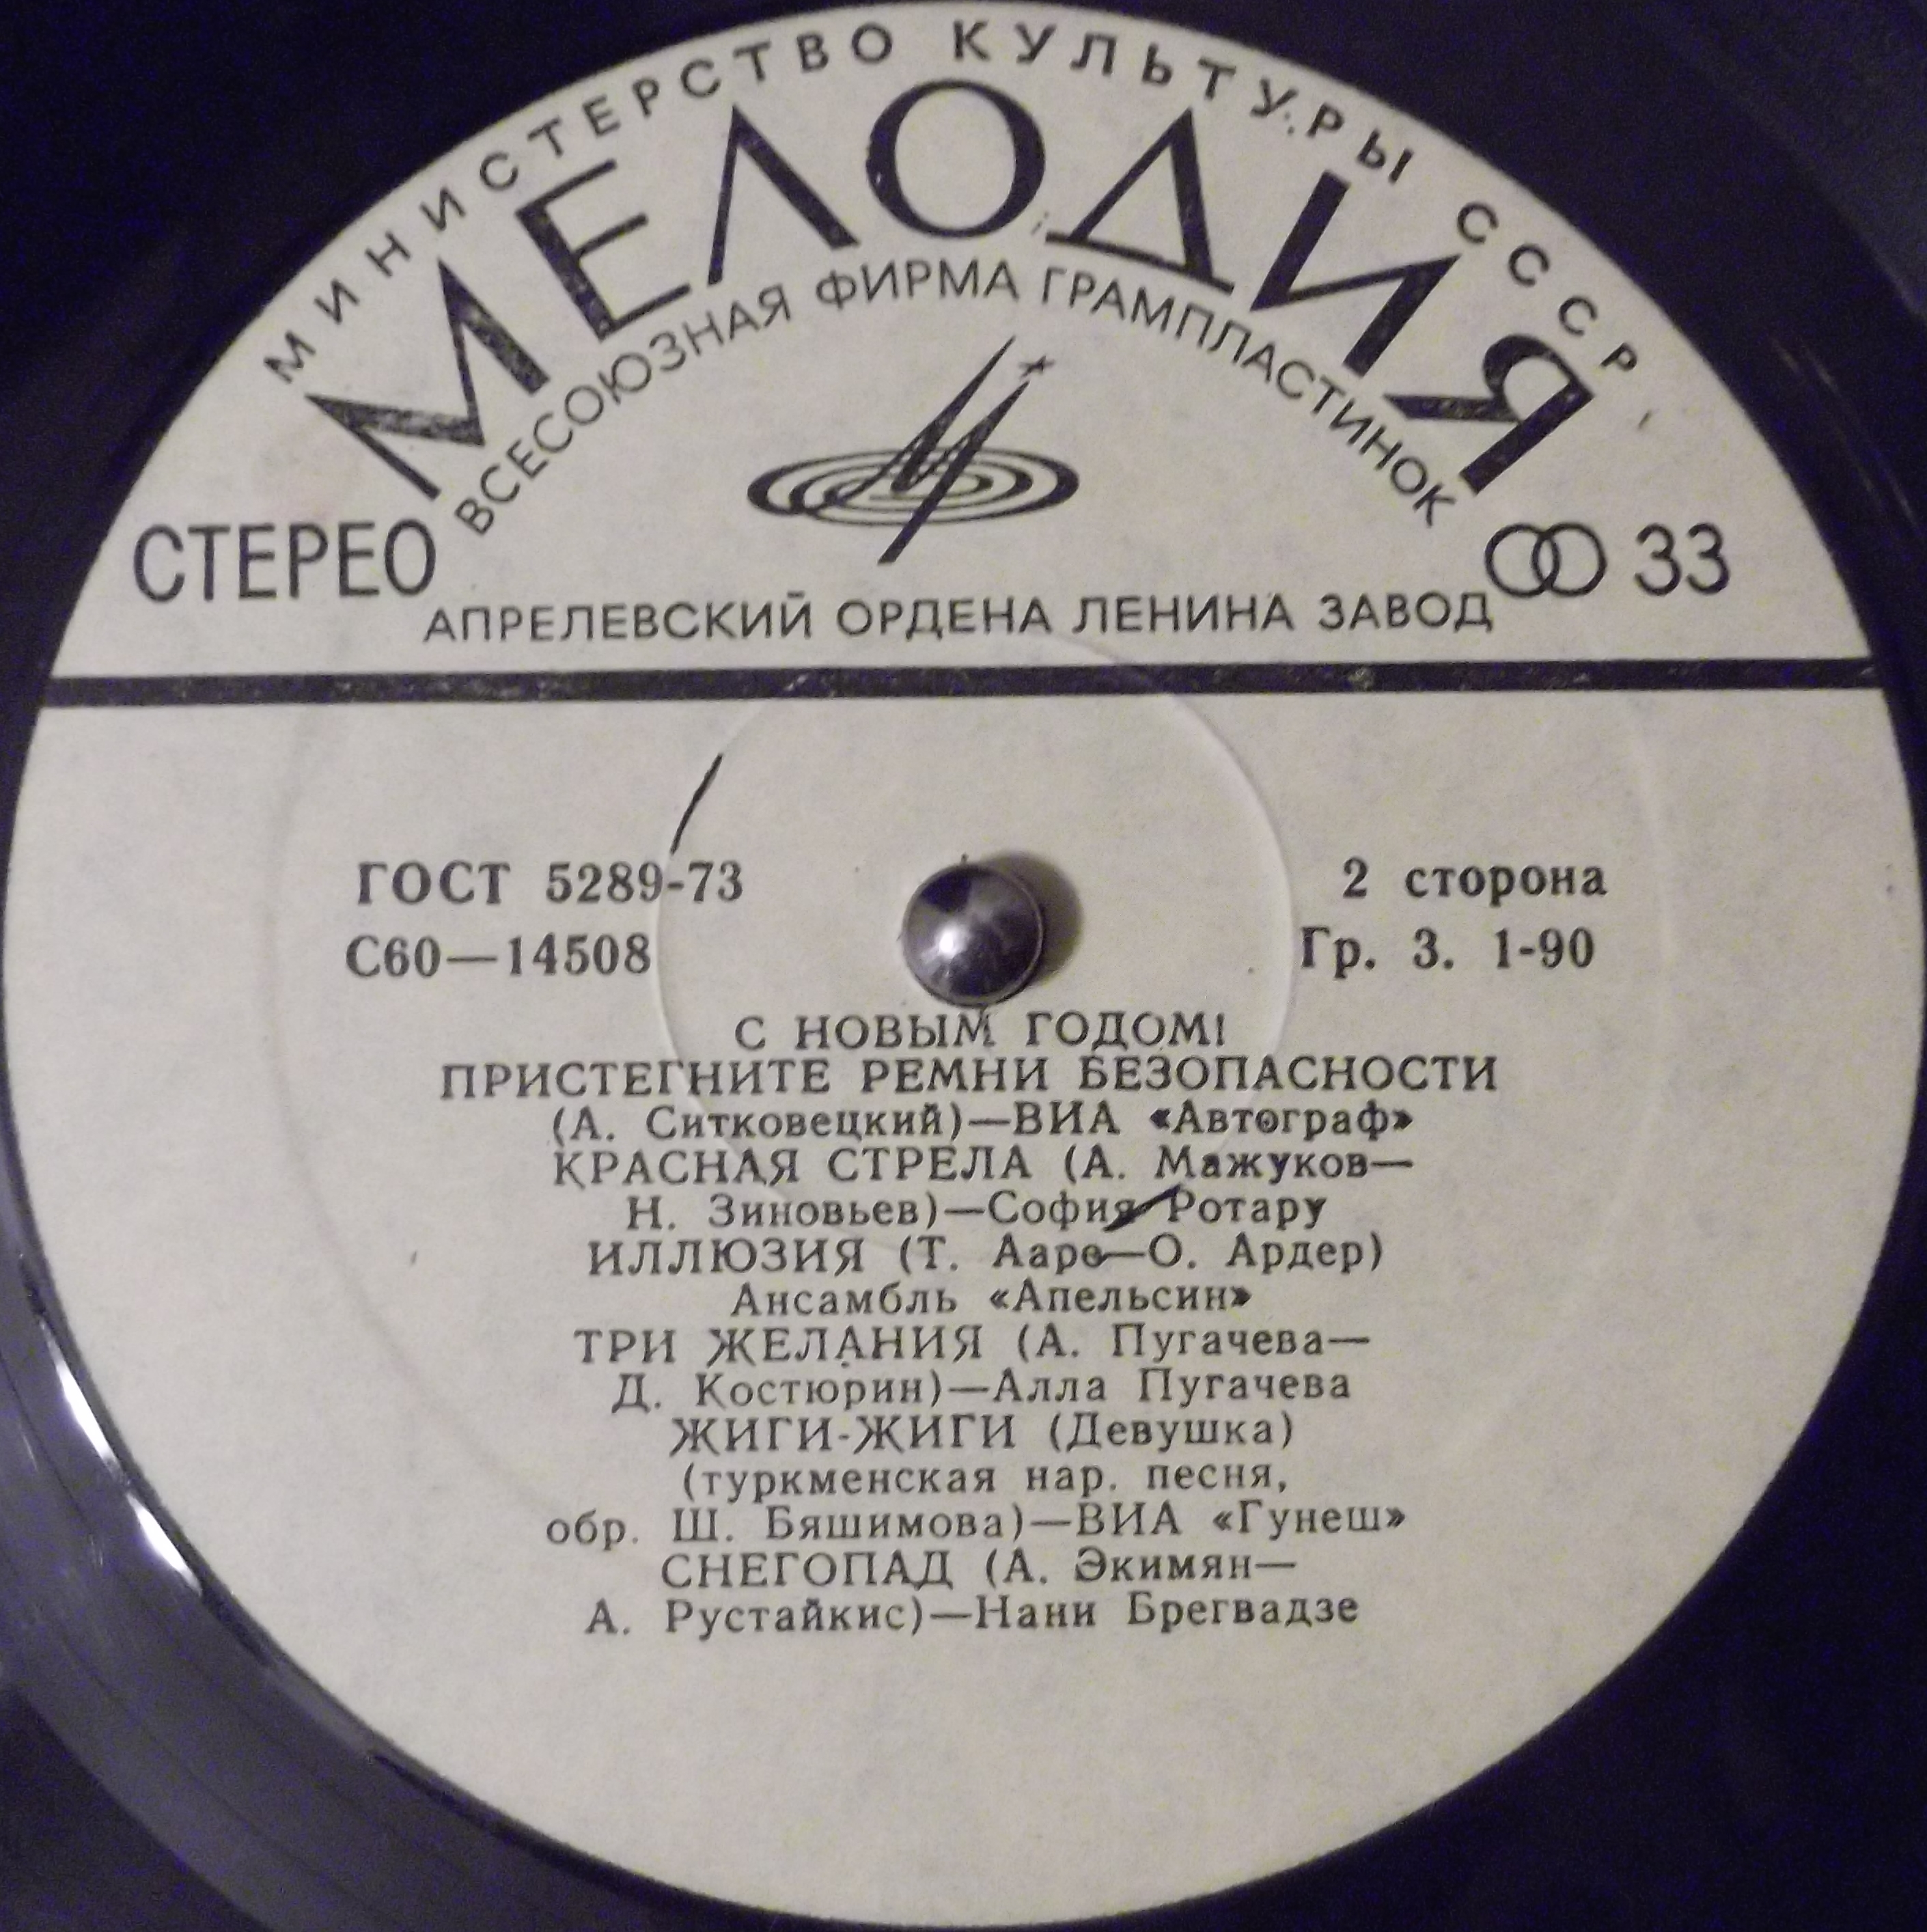 МИНИСТЕРСТВО КУЛЬТУРЫ СССР
МЕЛОДИЯ
ВСЕСОЮЗНАЯ ФИРМА ГРАМПЛАСТИНОК
СТЕРЕО
33
АПРЕЛЕВСКИЙ ОРДЕНА ЛЕНИНА ЗАВОД
ГОСТ 5289-73
2 сторона
С60—14508
Гр. 3. 1-90
С НОВЫМ ГОДОМ!
ПРИСТЕГНИТЕ РЕМНИ БЕЗОПАСНОСТИ
(А. Ситковецкий)—ВИА «Автограф»
КРАСНАЯ СТРЕЛА (А. Мажуков—
Н. Зиновьев)—София Ротару
ИЛЛЮЗИЯ (Т. Ааре—О. Ардер)
Ансамбль «Апельсин»
ТРИ ЖЕЛАНИЯ (А. Пугачева—
Д. Костюрин)—Алла Пугачева
ЖИГИ-ЖИГИ (Девушка)
(туркменская нар. песня,
обр. Ш. Бяшимова)—ВИА «Гунеш»
СНЕГОПАД (А. Экимян—
А. Рустайкис)—Нани Брегвадзе